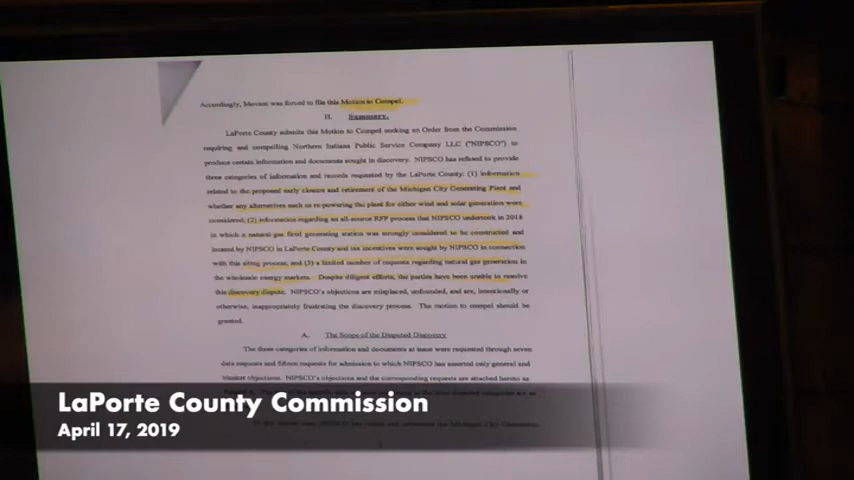 Accordingly, Movant was forced to file this Motion to Compel.
II. Summary.
LaPorte County submits this Motion to Compel seeking an Order from the Commission
requiring and compelling Northern Indiana Public Service Company LLC ("NIPSCO") to
produce certain information and documents sought in discovery. NIPSCO has refused to provide
three categories of information and records requested by the LaPorte County: (1) information
related to the proposed early closure and retirement of the Michigan City Generating Plant and
whether any alternatives such as re-powering the plant for either wind and solar generation were
considered; (2) information regarding an all-source RFP process that NIPSCO undertook in 2018
in which a natural gas fired generating station was strongly considered to be constructed and
located by NIPSCO in LaPorte County and tax incentives were sought by NIPSCO in connection
with this siting process; and (3) a limited number of requests regarding natural gas generation in
the wholesale energy markets. Despite diligent efforts, the parties have been unable to resolve
this discovery dispute. NIPSCO's objections are misplaced, unfounded, and are, intentionally or
otherwise, inappropriately frustrating the discovery process. The motion to compel should be
granted.
A. The Scope of the Disputed Discovery
The three categories of information and documents at issue were requested through seven
data requests and fifteen requests for admission to which NIPSCO has asserted only general and
blanket objections. NIPSCO's objections and the corresponding requests are attached hereto as
LaPorte County Commission
April 17, 2019